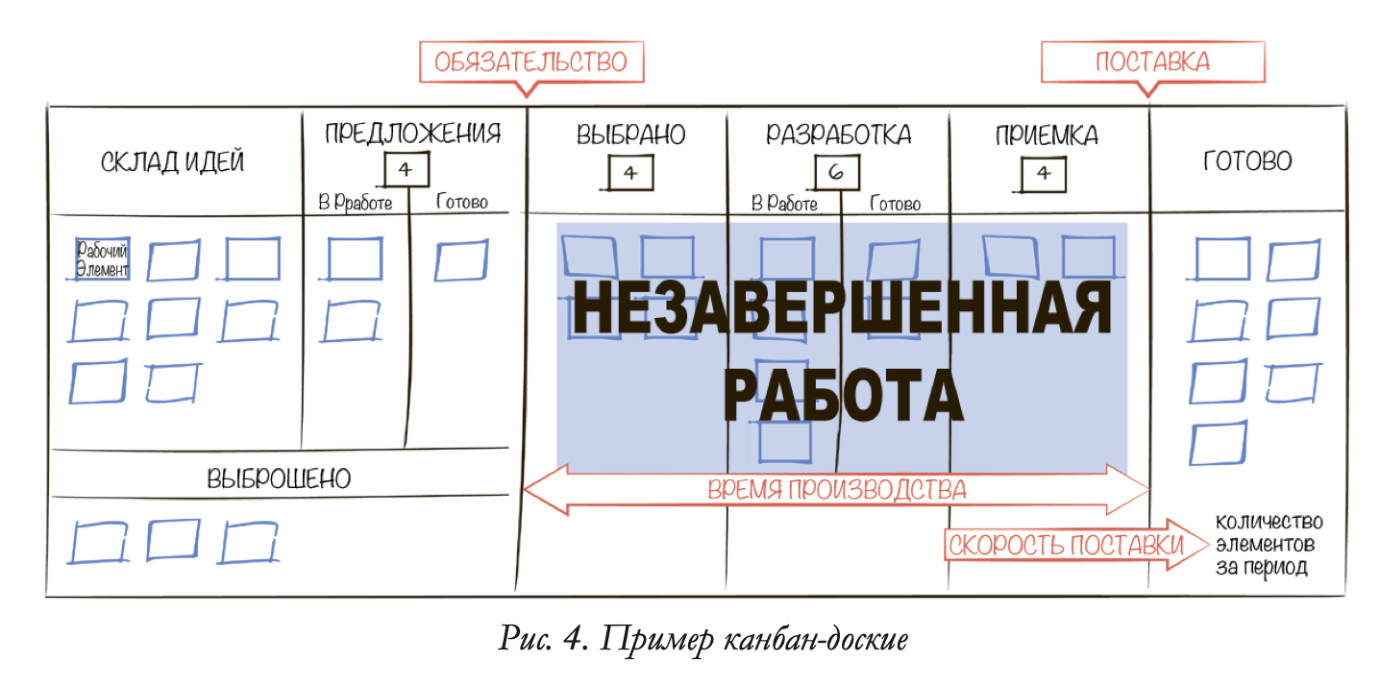 ОБЯЗАТЕЛЬСТВО
ПОСТАВКА
СКЛАД ИДЕЙ
ПРЕДЛОЖЕНИЯ
4
В Рработе
Готово
ВЫБРАНО
4
РАЗРАБОТКА
6
В Работе
Готово
ПРИЕМКА
4
ГОТОВО
Рабочий
Элемент
НЕЗАВЕРШЕННАЯ
РАБОТА
ВЫБРОШЕНО
ВРЕМЯ ПРОИЗВОДСТВА
СКОРОСТЬ ПОСТАВКИ
количество
элементов
за период
Рис. 4. Пример канбан-доские